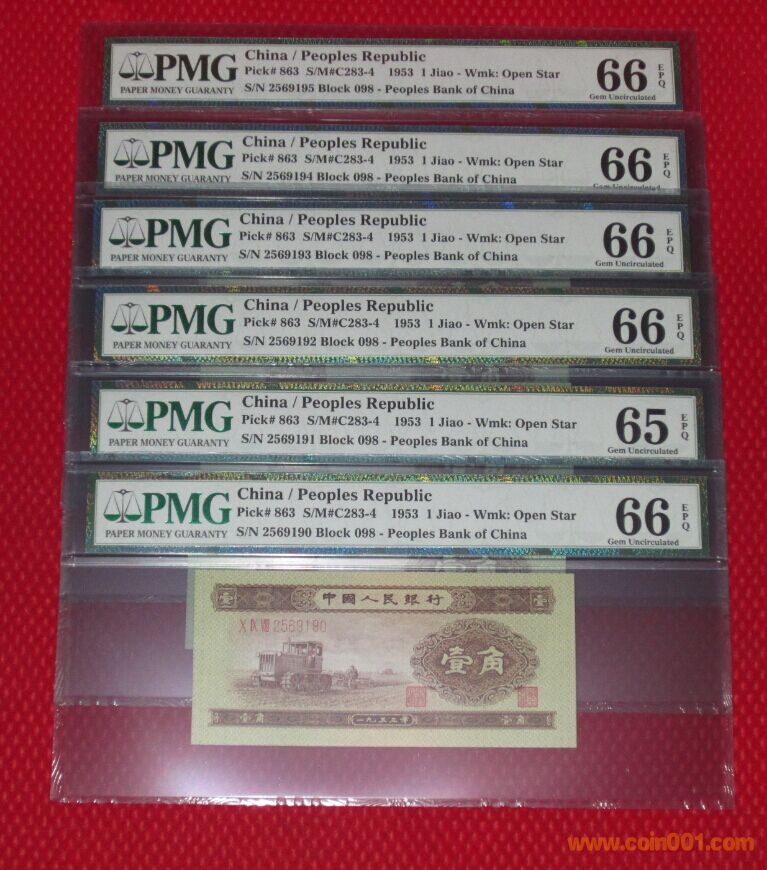 PMG
PAPER MONEY GUARANTY
China / Peoples Republic
Pick# 863 S/M#C283-4 1953 1 Jiao - Wmk: Open Star
S/N 2569195 Block 098 - Peoples Bank of China
66 EPQ
Gem Uncirculated
PMG
PAPER MONEY GUARANTY
China / Peoples Republic
Pick# 863 S/M#C283-4 1953 1 Jiao - Wmk: Open Star
S/N 2569194 Block 098 - Peoples Bank of China
66 EPQ
Gem Uncirculated
PMG
PAPER MONEY GUARANTY
China / Peoples Republic
Pick# 863 S/M#C283-4 1953 1 Jiao - Wmk: Open Star
S/N 2569193 Block 098 - Peoples Bank of China
66 EPQ
Gem Uncirculated
PMG
PAPER MONEY GUARANTY
China / Peoples Republic
Pick# 863 S/M#C283-4 1953 1 Jiao - Wmk: Open Star
S/N 2569192 Block 098 - Peoples Bank of China
66 EPQ
Gem Uncirculated
PMG
PAPER MONEY GUARANTY
China / Peoples Republic
Pick# 863 S/M#C283-4 1953 1 Jiao - Wmk: Open Star
S/N 2569191 Block 098 - Peoples Bank of China
65 EPQ
Gem Uncirculated
PMG
PAPER MONEY GUARANTY
China / Peoples Republic
Pick# 863 S/M#C283-4 1953 1 Jiao - Wmk: Open Star
S/N 2569190 Block 098 - Peoples Bank of China
66 EPQ
Gem Uncirculated
壹 中國人民銀行 壹
X IX VIII 2569190
壹角
壹角 一九五三年 壹角
www.coin001.com